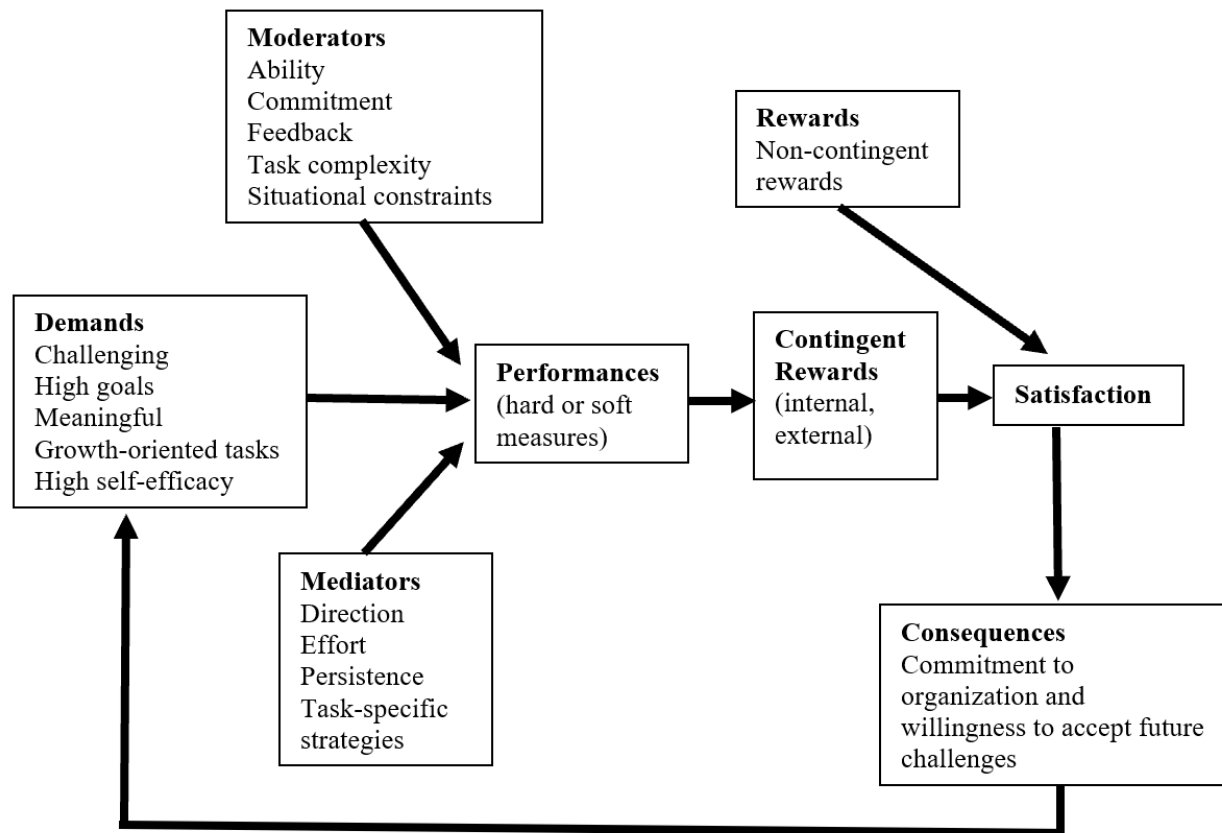 Moderators
Ability
Commitment
Feedback
Task complexity
Situational constraints
Rewards
Non-contingent
rewards
Demands
Challenging
High goals
Meaningful
Growth-oriented tasks
High self-efficacy
Performances
(hard or soft
measures)
Contingent
Rewards
(internal,
external)
Satisfaction
Mediators
Direction
Effort
Persistence
Task-specific
strategies
Consequences
Commitment to
organization and
willingness to accept future
challenges